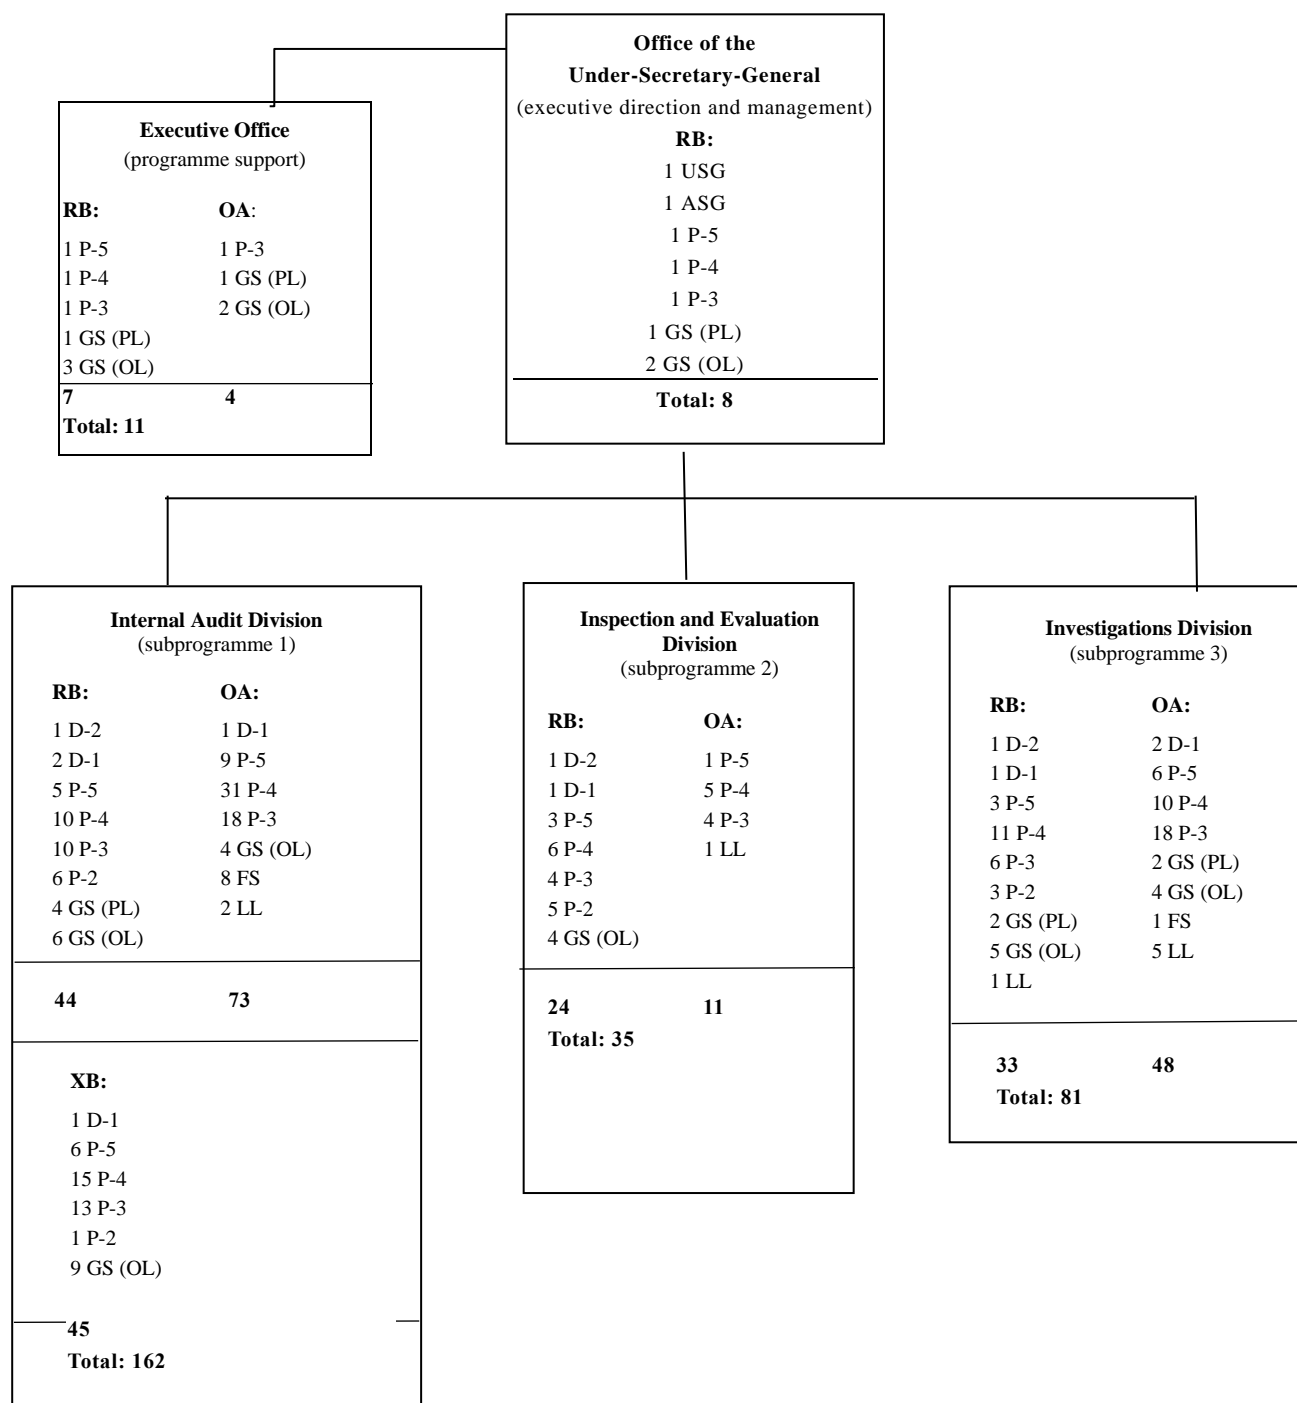 Office of the
Under-Secretary-General
(executive direction and management)
RB:
1 USG
1 ASG
1 P-5
1 P-4
1 P-3
1 GS (PL)
2 GS (OL)
Total: 8
Executive Office
(programme support)
RB: OA:
1 P-5 1 P-3
1 P-4 1 GS (PL)
1 P-3 2 GS (OL)
1 GS (PL)
3 GS (OL)
7 4
Total: 11
Internal Audit Division
(subprogramme 1)
RB: OA:
1 D-2 1 D-1
2 D-1 9 P-5
5 P-5 31 P-4
10 P-4 18 P-3
10 P-3 4 GS (OL)
6 P-2 8 FS
4 GS (PL) 2 LL
6 GS (OL)
44 73
XB:
1 D-1
6 P-5
15 P-4
13 P-3
1 P-2
9 GS (OL)
45
Total: 162
Inspection and Evaluation
Division
(subprogramme 2)
RB: OA:
1 D-2 1 P-5
1 D-1 5 P-4
3 P-5 4 P-3
6 P-4 1 LL
4 P-3
5 P-2
4 GS (OL)
24 11
Total: 35
Investigations Division
(subprogramme 3)
RB: OA:
1 D-2 2 D-1
1 D-1 6 P-5
3 P-5 10 P-4
11 P-4 18 P-3
6 P-3 2 GS (PL)
3 P-2 4 GS (OL)
2 GS (PL) 1 FS
5 GS (OL) 5 LL
1 LL
33 48
Total: 81